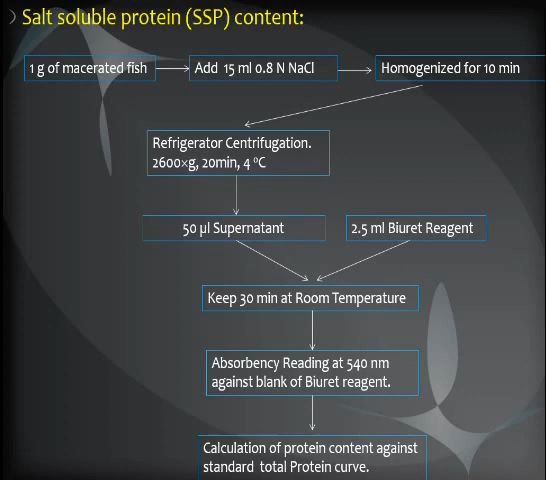 Salt soluble protein (SSP) content:
1 g of macerated fish
Add 15 ml 0.8 N NaCl
Homogenized for 10 min
Refrigerator Centrifugation.
2600×g, 20min, 4 ⁰C
50 µl Supernatant
2.5 ml Biuret Reagent
Keep 30 min at Room Temperature
Absorbency Reading at 540 nm
against blank of Biuret reagent.
Calculation of protein content against
standard total Protein curve.